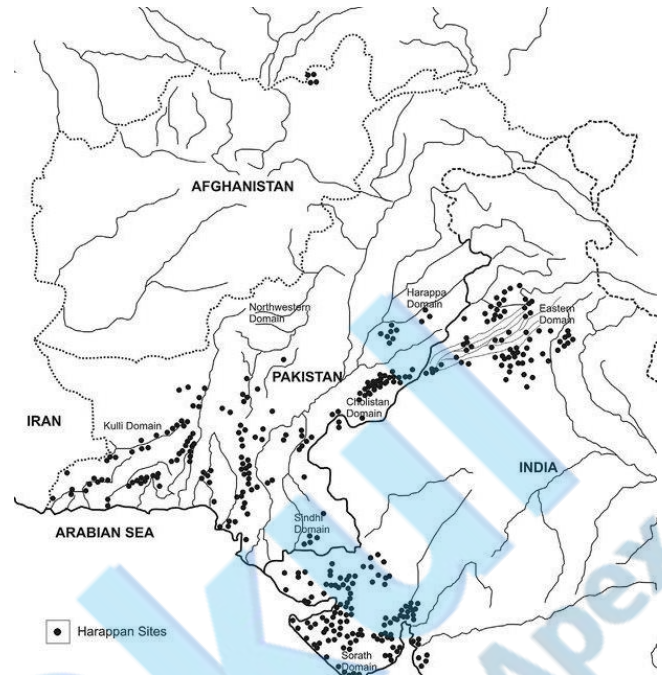 AFGHANISTAN
Harappa
Domain
Northwestern
Domain
Eastern
Domain
PAKISTAN
Cholistan
Domain
IRAN
Kulli Domain
INDIA
ARABIAN SEA
Sindhi
Domain
Harappan Sites
Sorath
Domain
Apex